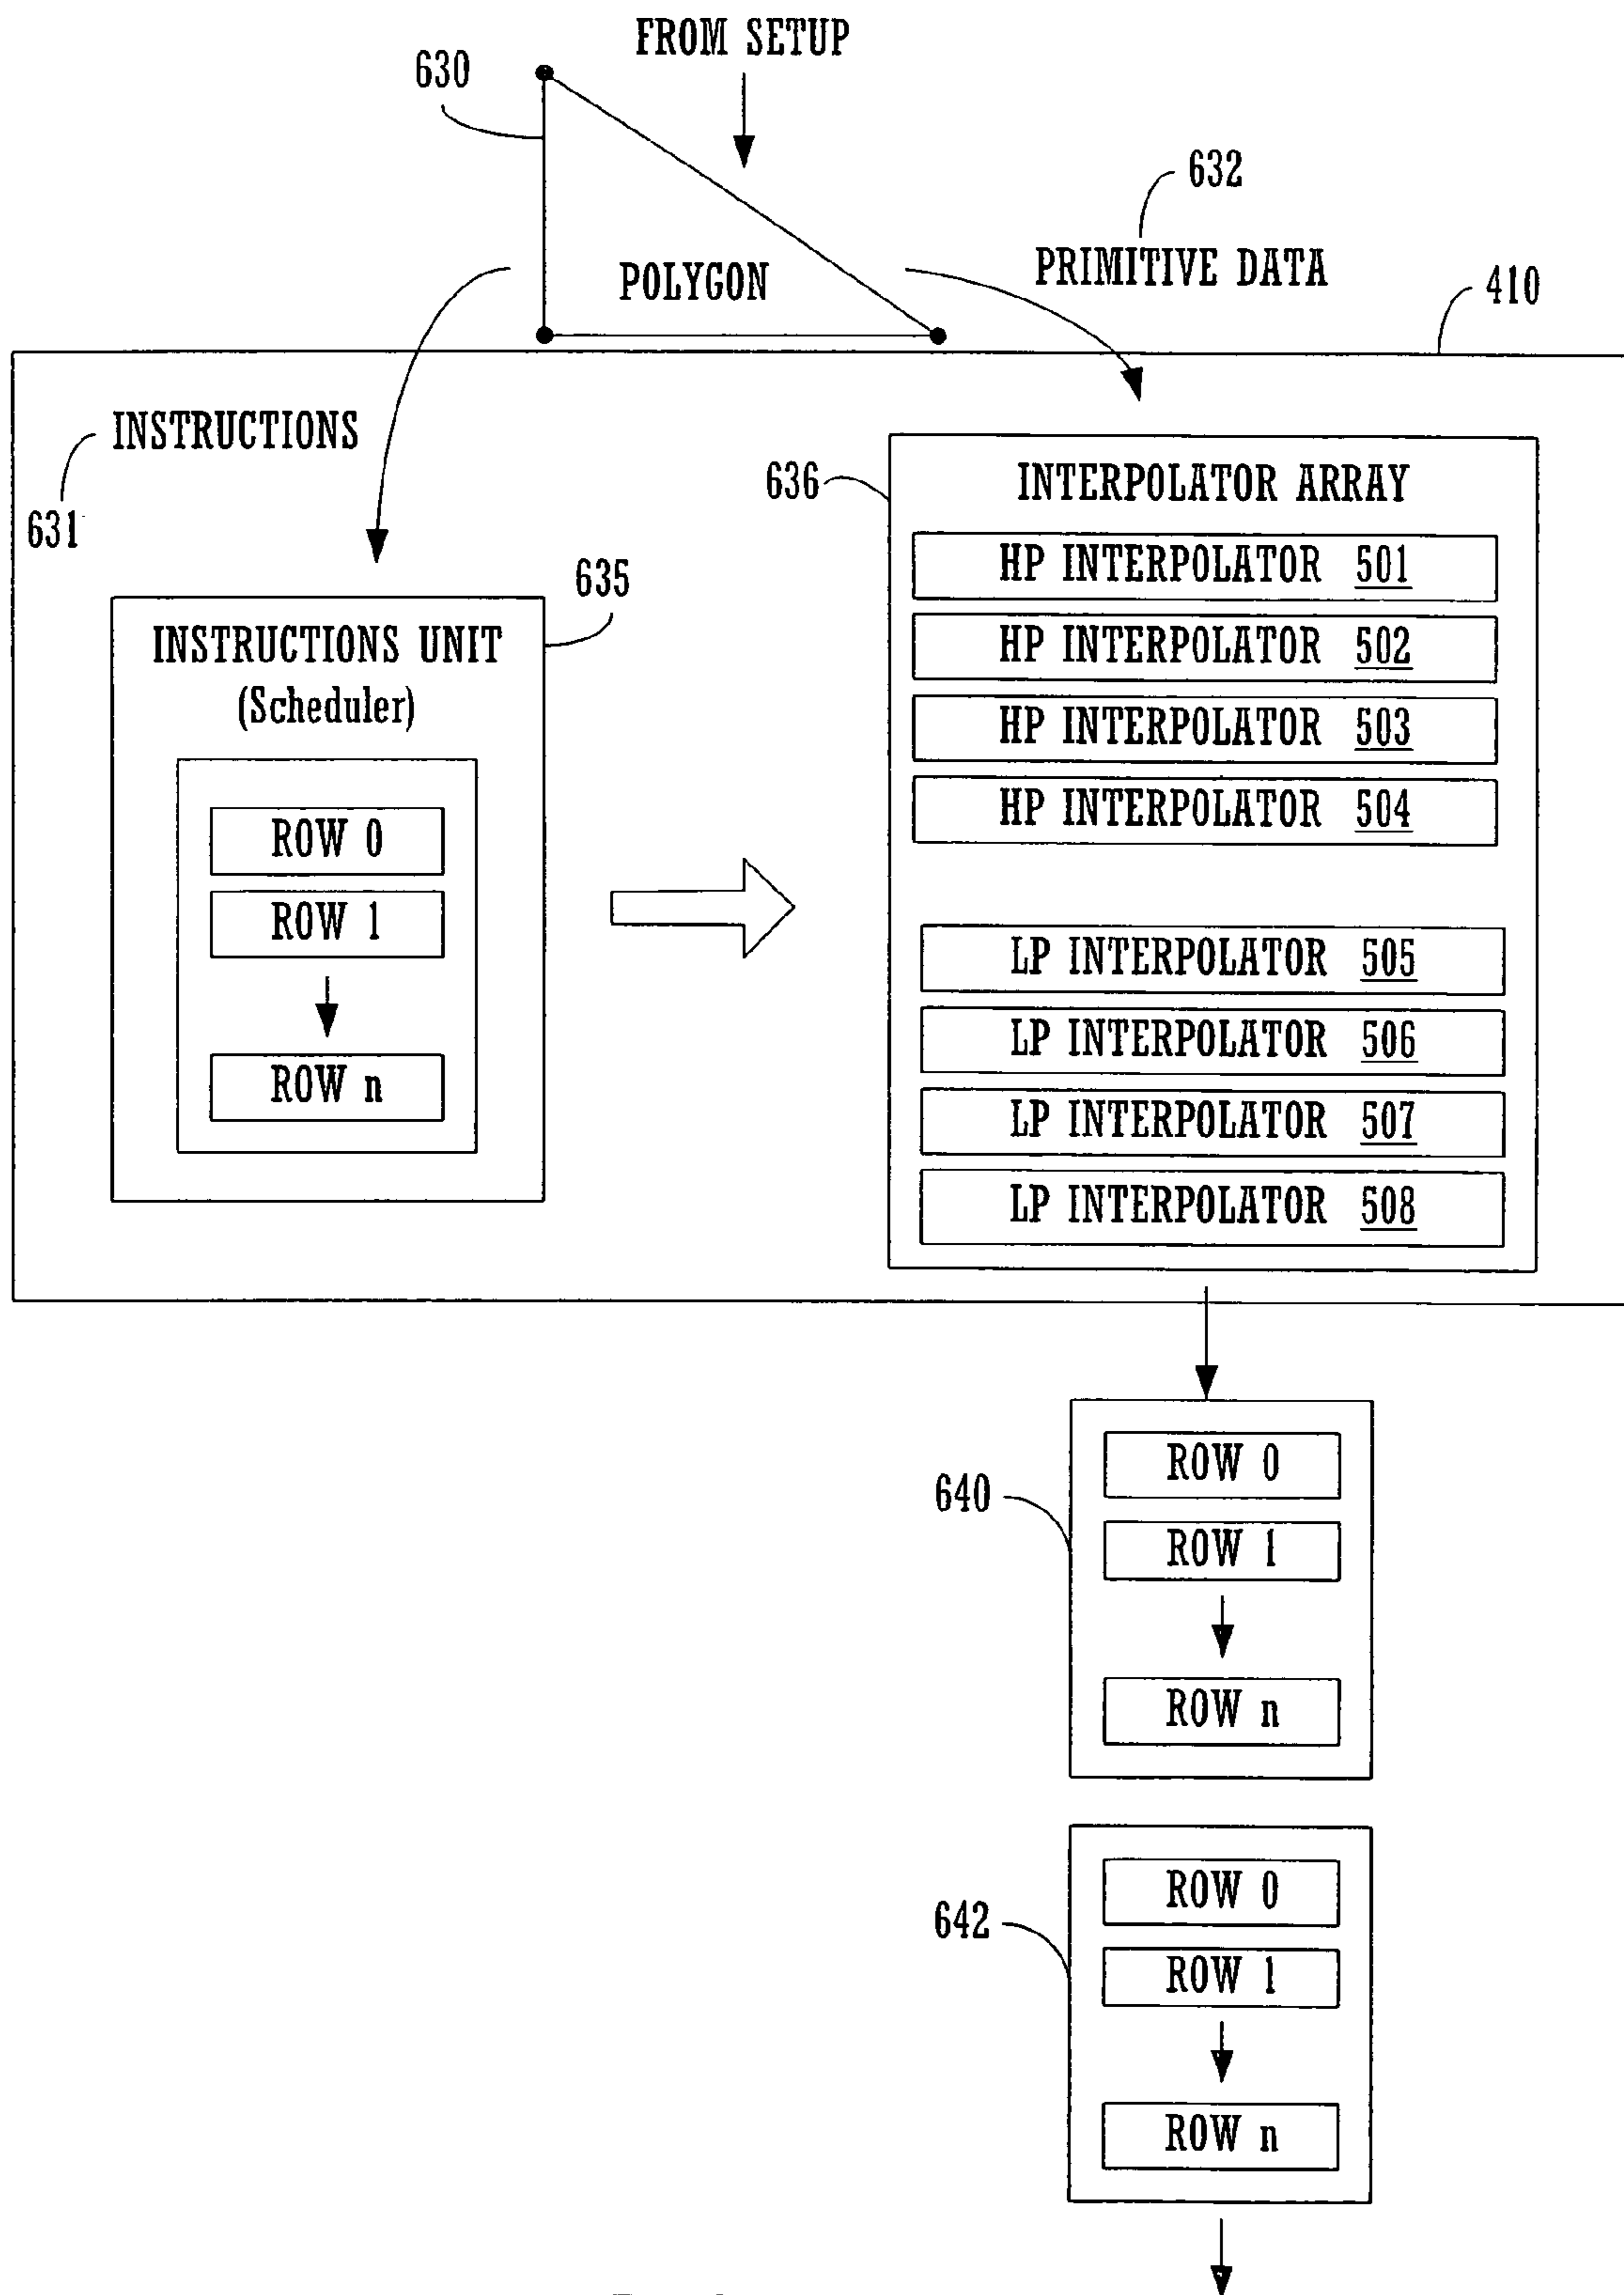 FROM SETUP
630
632
POLYGON
PRIMITIVE DATA
410
INSTRUCTIONS
631
636
INTERPOLATOR ARRAY
HP INTERPOLATOR 501
635
INSTRUCTIONS UNIT
(Scheduler)
HP INTERPOLATOR 502
HP INTERPOLATOR 503
HP INTERPOLATOR 504
ROW 0
ROW 1
ROW n
LP INTERPOLATOR 505
LP INTERPOLATOR 506
LP INTERPOLATOR 507
LP INTERPOLATOR 508
640
ROW 0
ROW 1
ROW n
642
ROW 0
ROW 1
ROW n